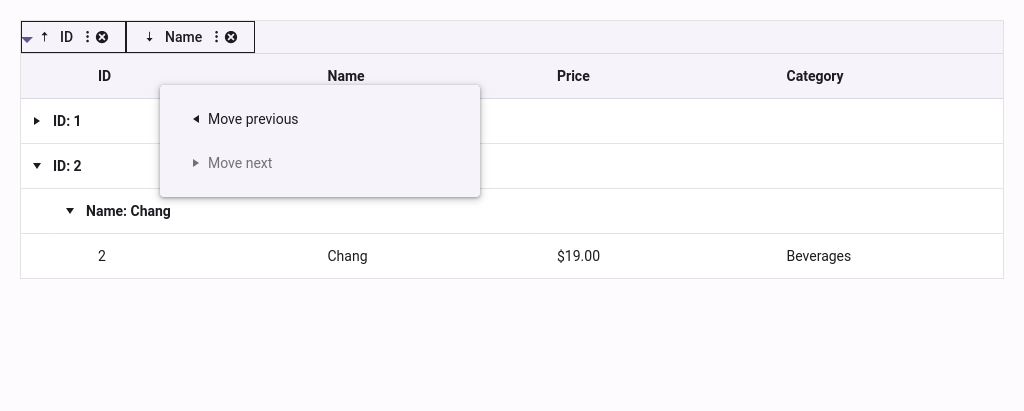 ID Name
ID Name Price Category
ID: 1
Move previous
ID: 2
Move next
Name: Chang
2 Chang $19.00 Beverages